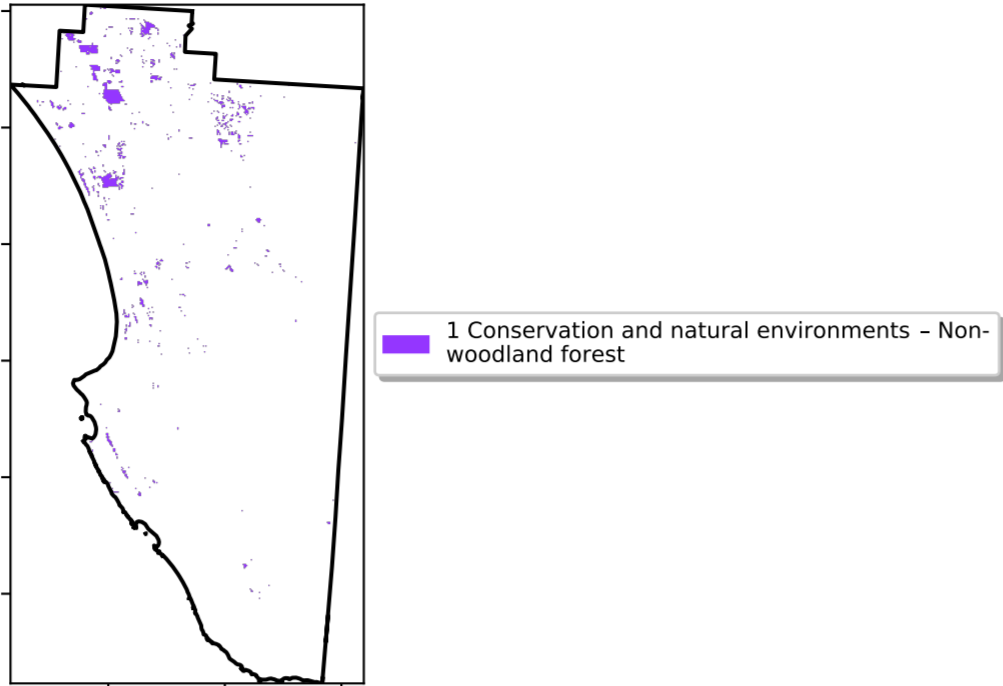 1 Conservation and natural environments – Non-
woodland forest